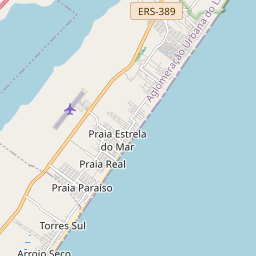 ERS-389
Aglomeração Urbana do L
Praia Estrela
do Mar
Praia Real
Praia Paraíso
Torres Sul
Arroio Seco